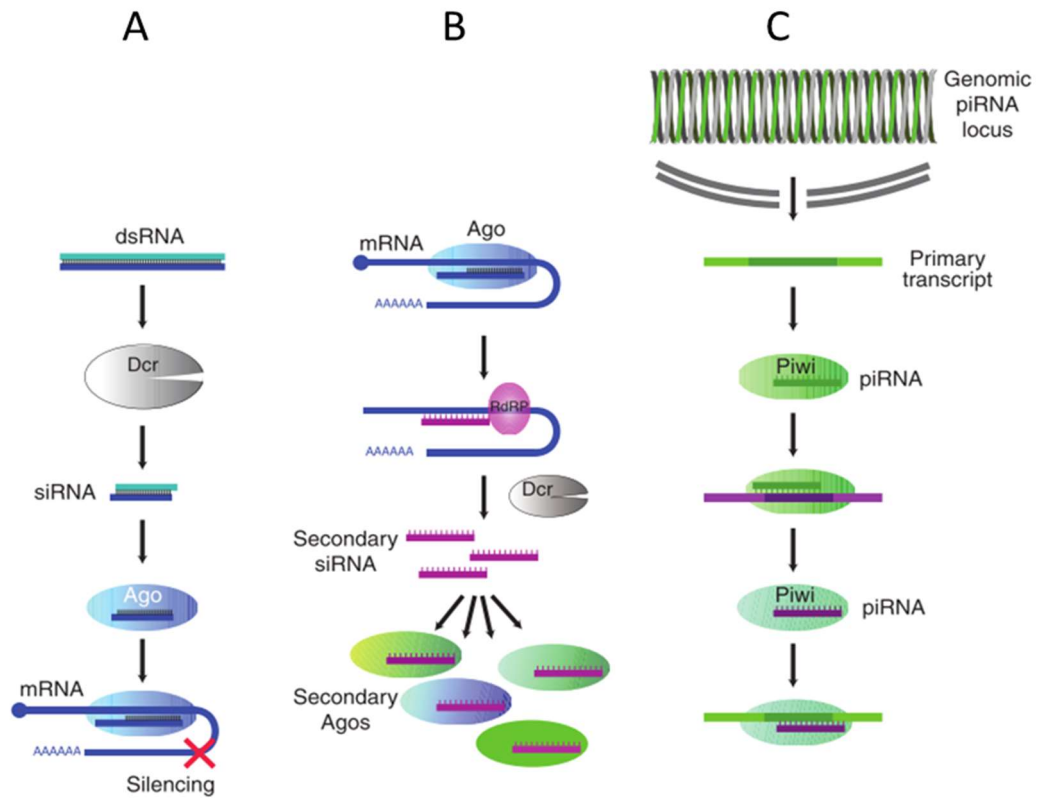 A
dsRNA
Dcr
siRNA
Ago
mRNA
AAAAAA
Silencing
B
Ago
mRNA
AAAAAA
RdRP
AAAAAA
Dcr
Secondary
siRNA
Secondary
Agos
C
Genomic
piRNA
locus
Primary
transcript
Piwi
piRNA
Piwi
piRNA